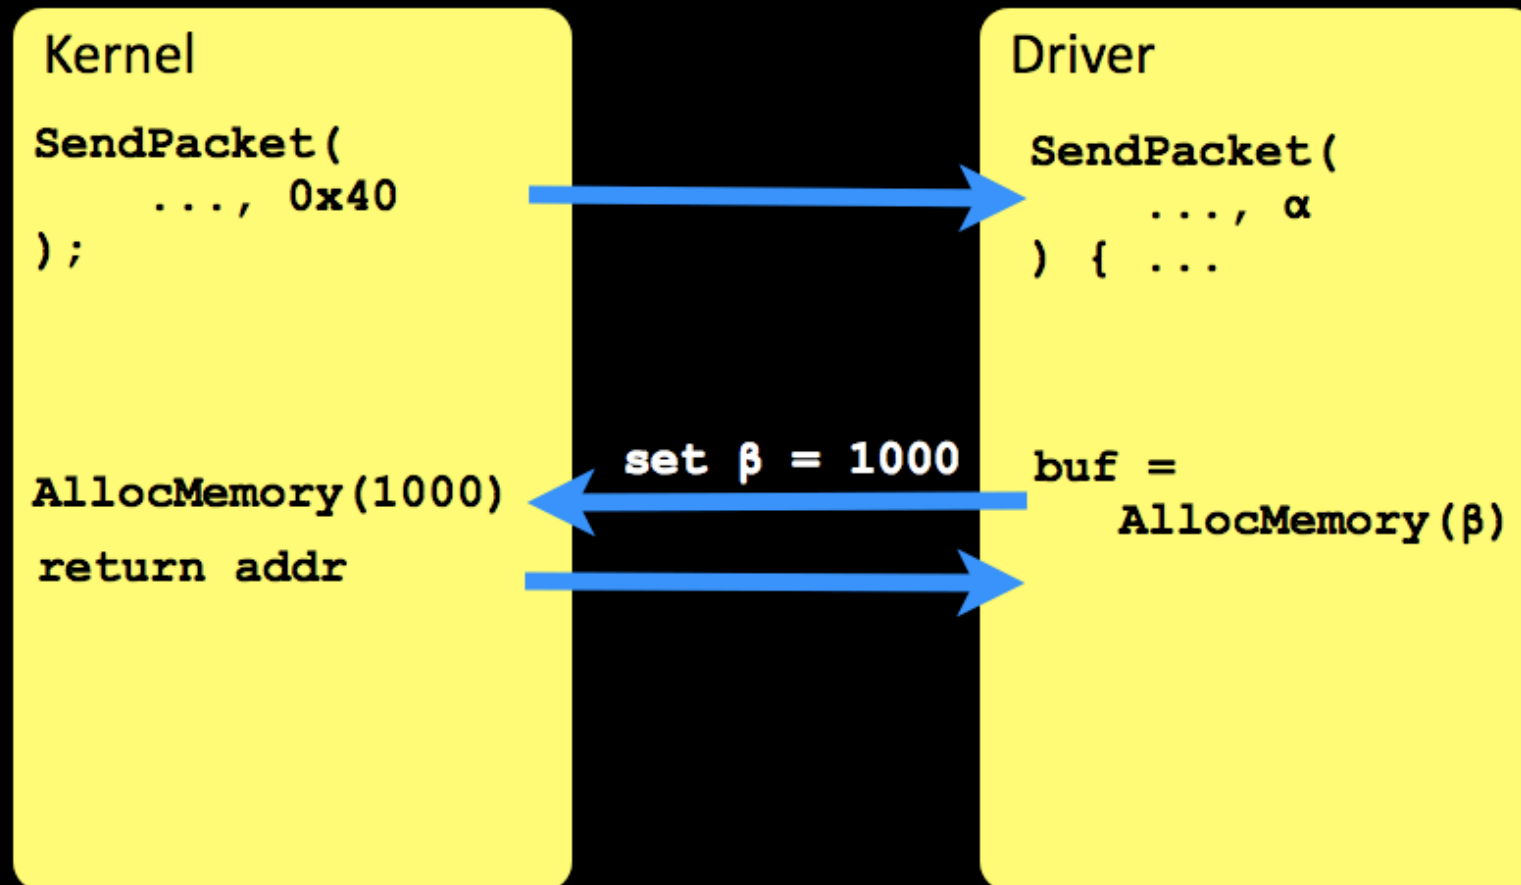 Kernel
SendPacket(
..., 0x40
);
AllocMemory(1000)
return addr
set β = 1000
Driver
SendPacket(
..., α
) { ...
buf =
AllocMemory(β)